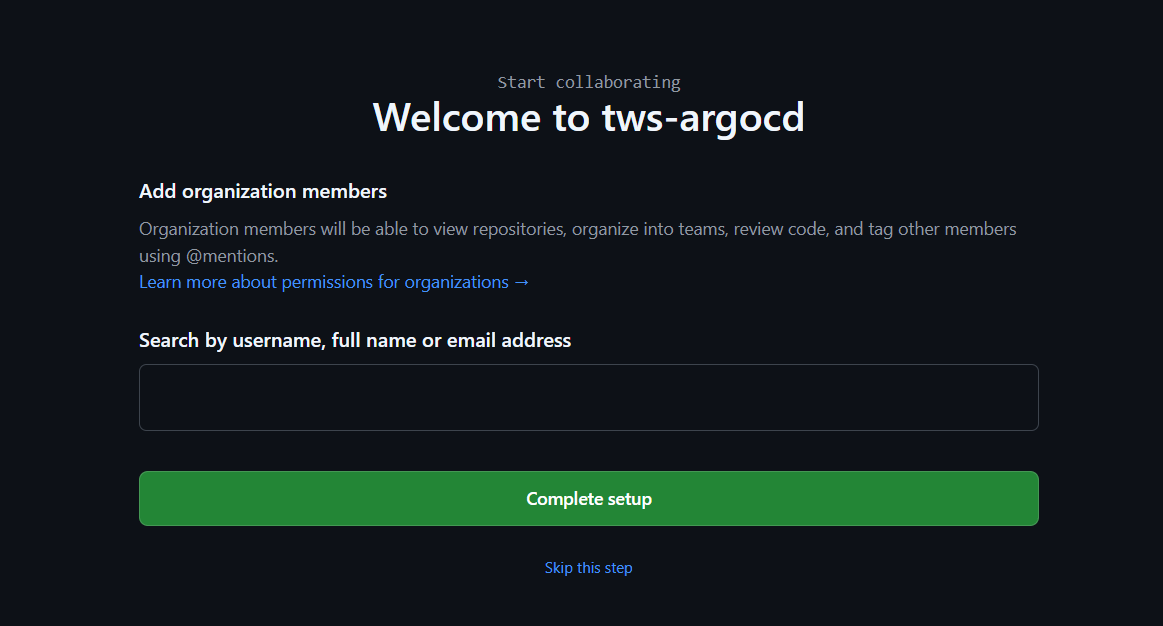 Start collaborating
Welcome to tws-argocd
Add organization members
Organization members will be able to view repositories, organize into teams, review code, and tag other members
using @mentions.
Learn more about permissions for organizations →
Search by username, full name or email address
Complete setup
Skip this step